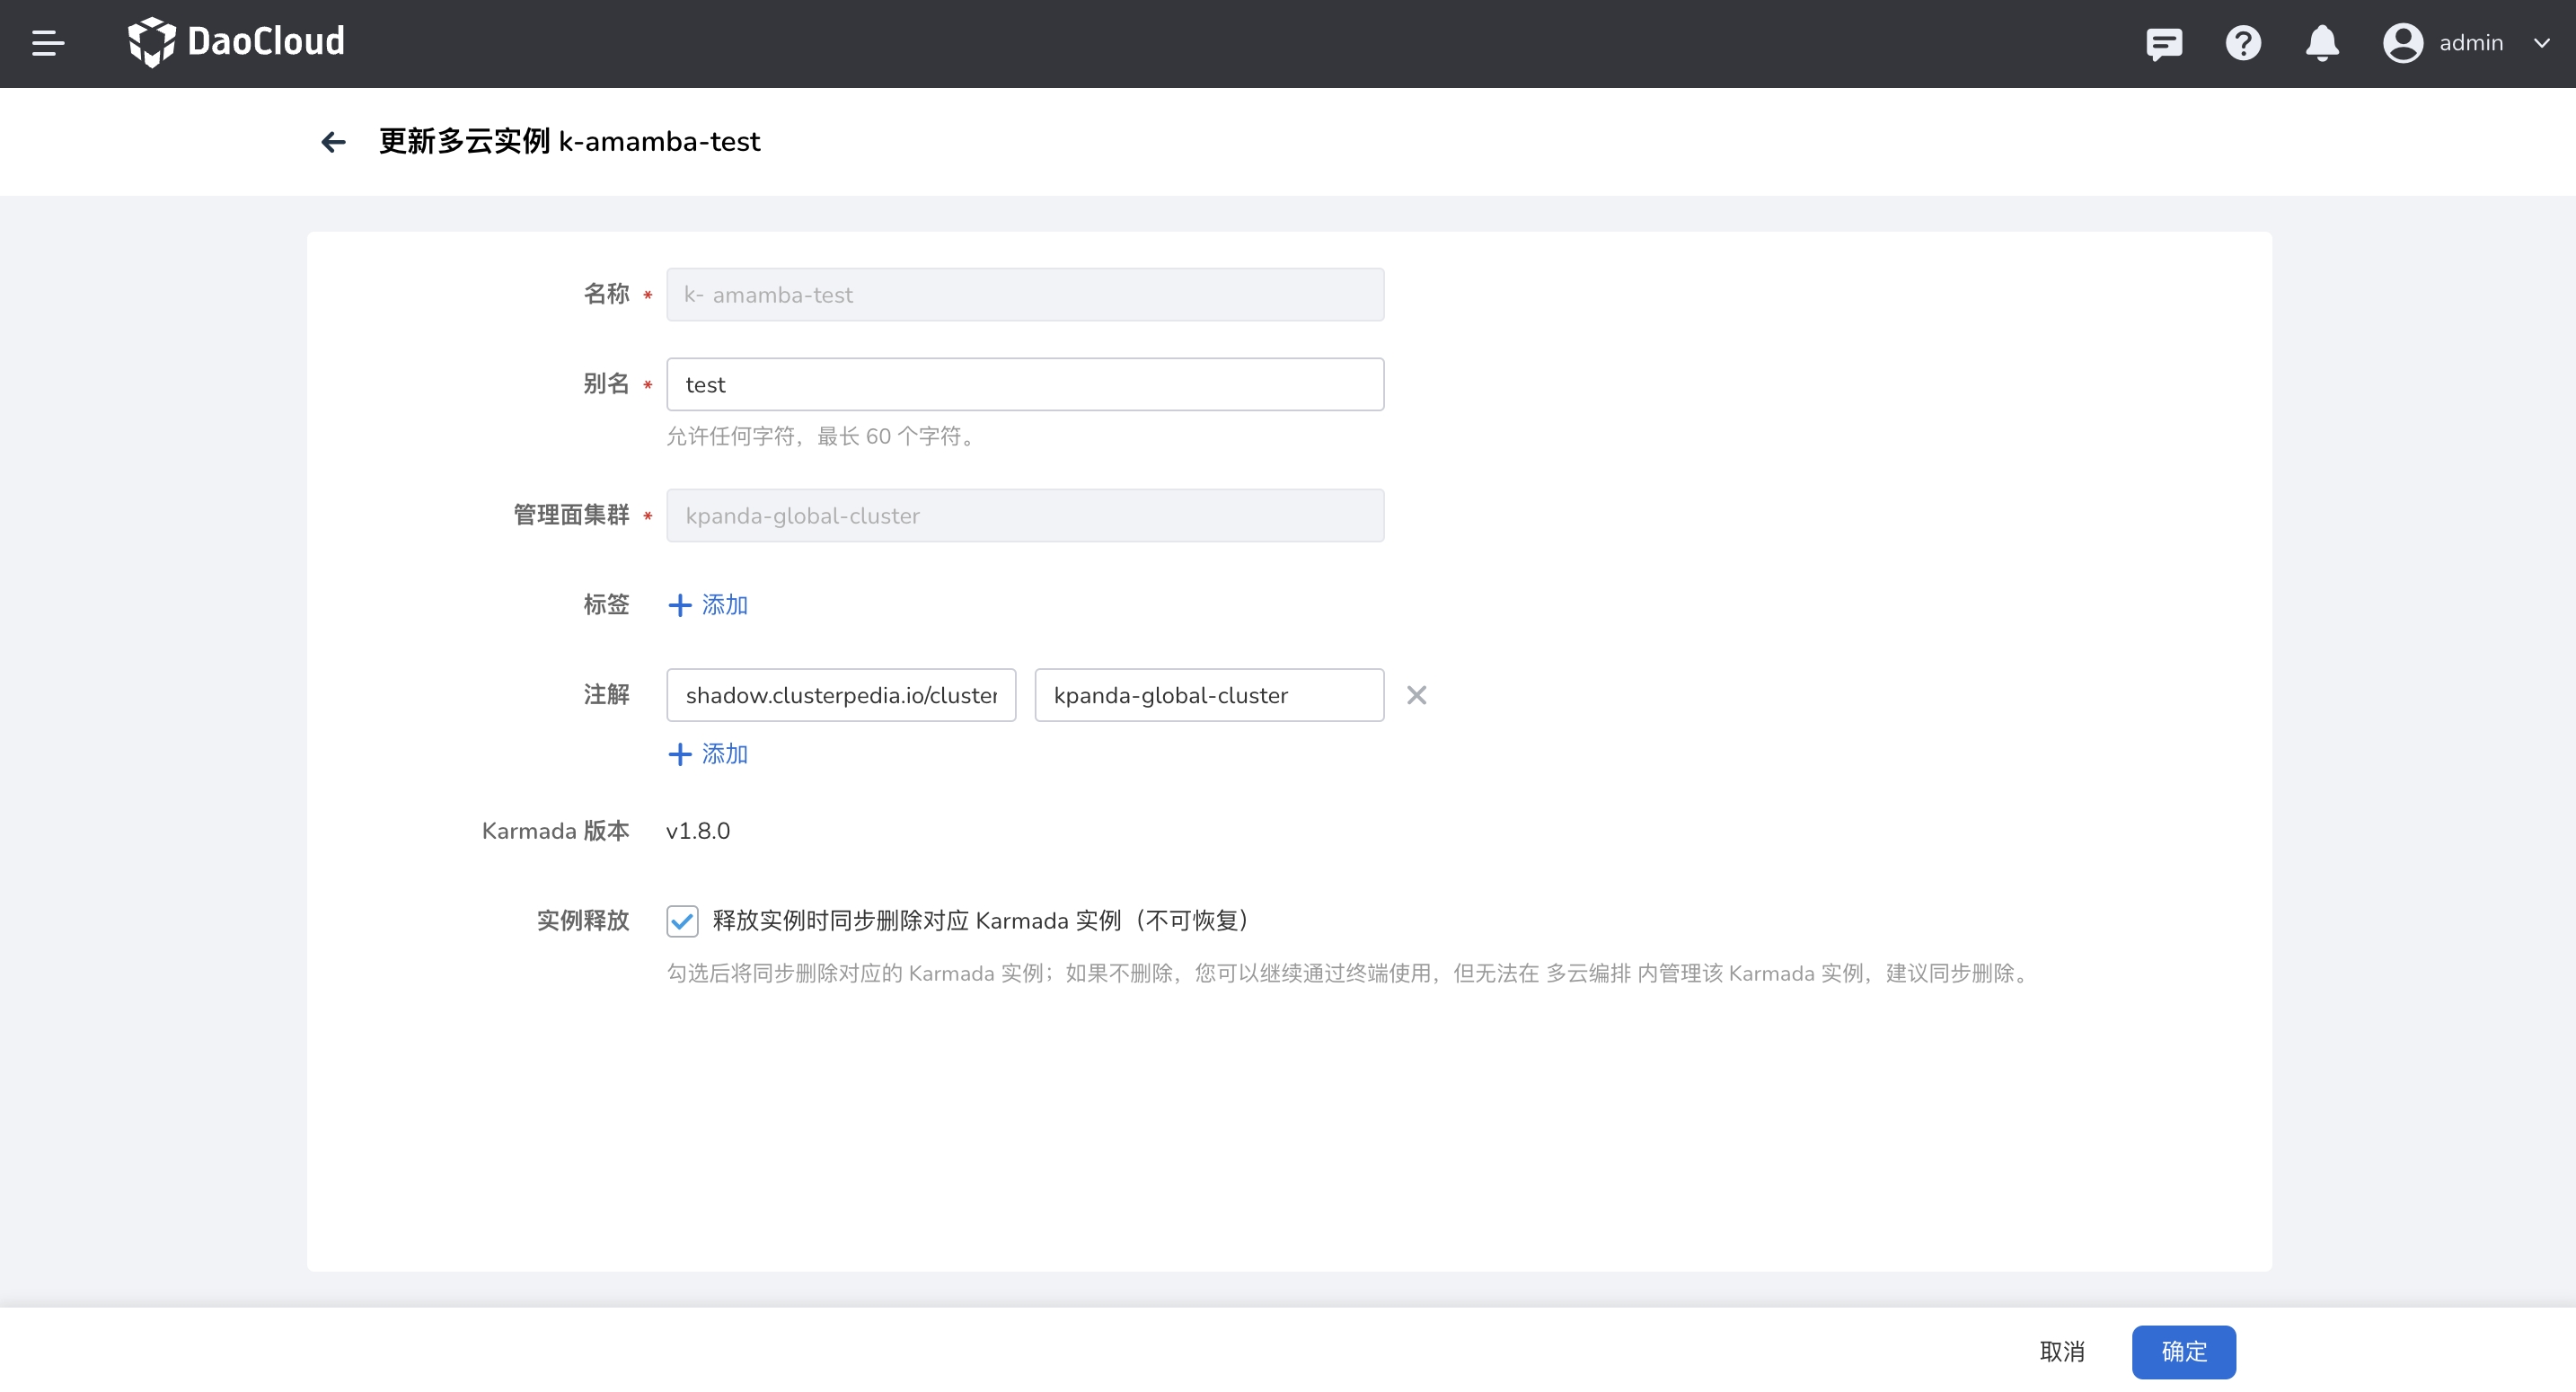 DaoCloud
admin
更新多云实例 k-amamba-test
名称 *
k- amamba-test
别名 *
test
允许任何字符，最长 60 个字符。
管理面集群 *
kpanda-global-cluster
标签
添加
注解
shadow.clusterpedia.io/cluster
kpanda-global-cluster
添加
Karmada 版本
v1.8.0
实例释放
释放实例时同步删除对应 Karmada 实例（不可恢复）
勾选后将同步删除对应的 Karmada 实例；如果不删除，您可以继续通过终端使用，但无法在 多云编排 内管理该 Karmada 实例，建议同步删除。
取消
确定